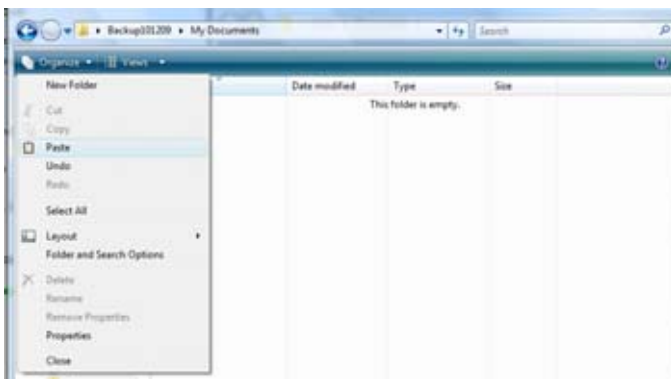 Backup101209 ▸ My Documents
Search
Organize
Views
New Folder
Date modified
Type
Size
Cut
This folder is empty.
Copy
Paste
Undo
Redo
Select All
Layout
Folder and Search Options
Delete
Rename
Remove Properties
Properties
Close